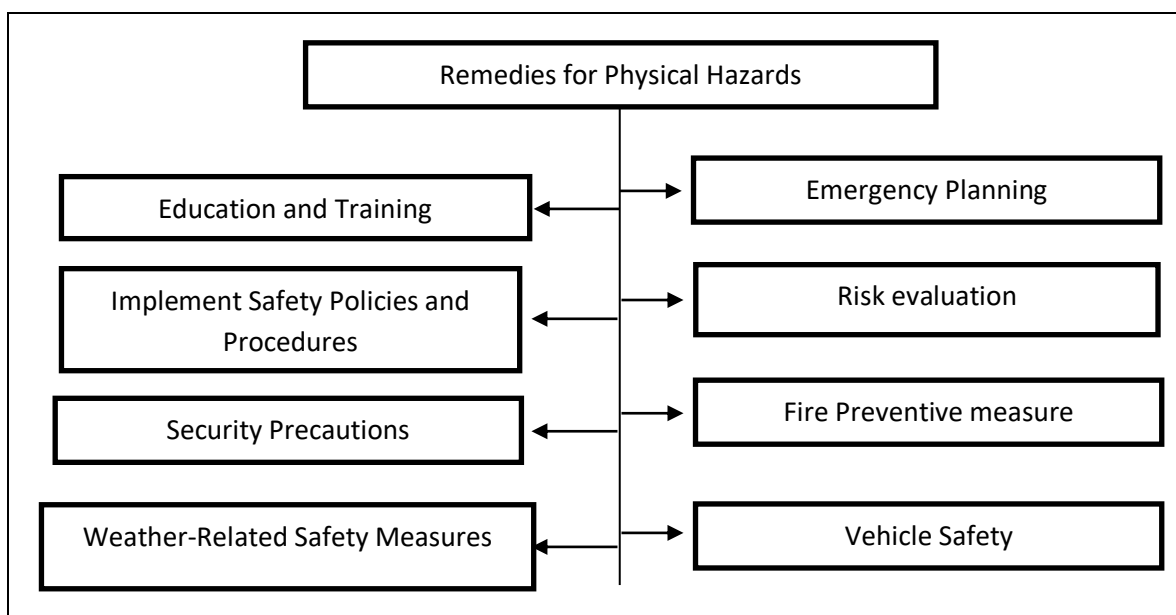 Remedies for Physical Hazards
Education and Training
Emergency Planning
Implement Safety Policies and
Procedures
Risk evaluation
Security Precautions
Fire Preventive measure
Weather-Related Safety Measures
Vehicle Safety